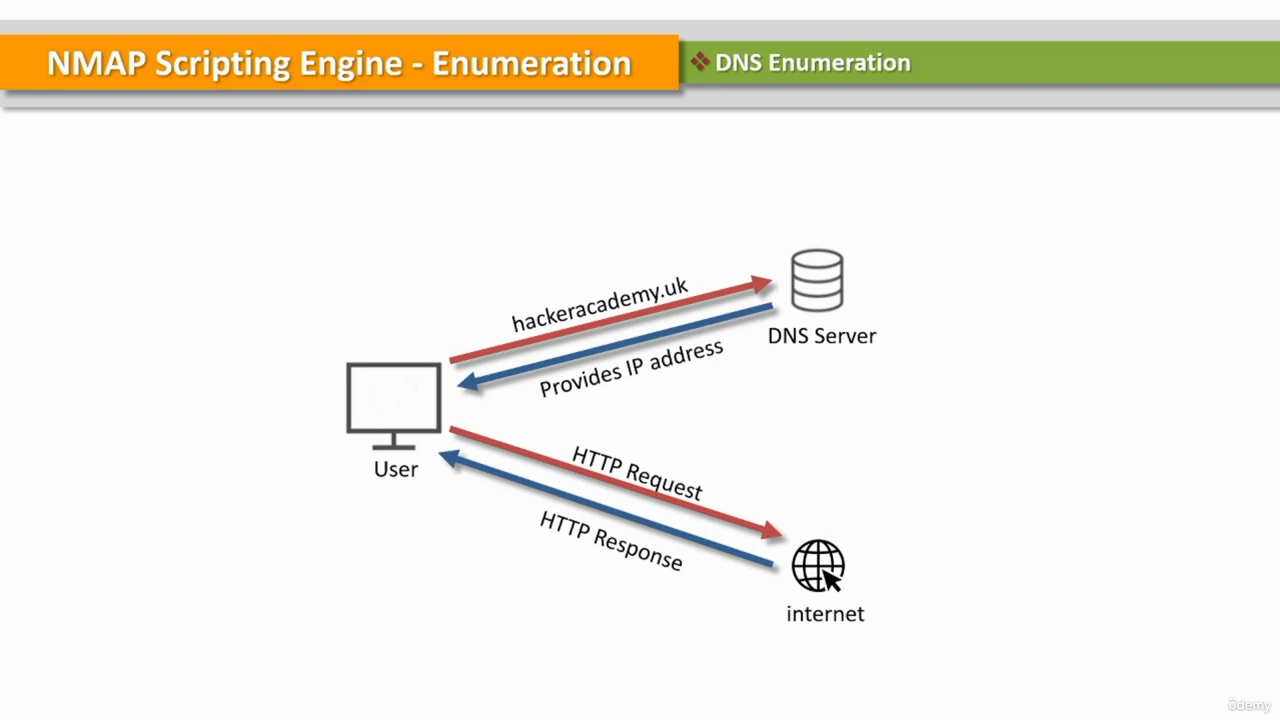 NMAP Scripting Engine - Enumeration
DNS Enumeration
hackeracademy.uk
Provides IP address
DNS Server
User
HTTP Request
HTTP Response
internet
ûdemy